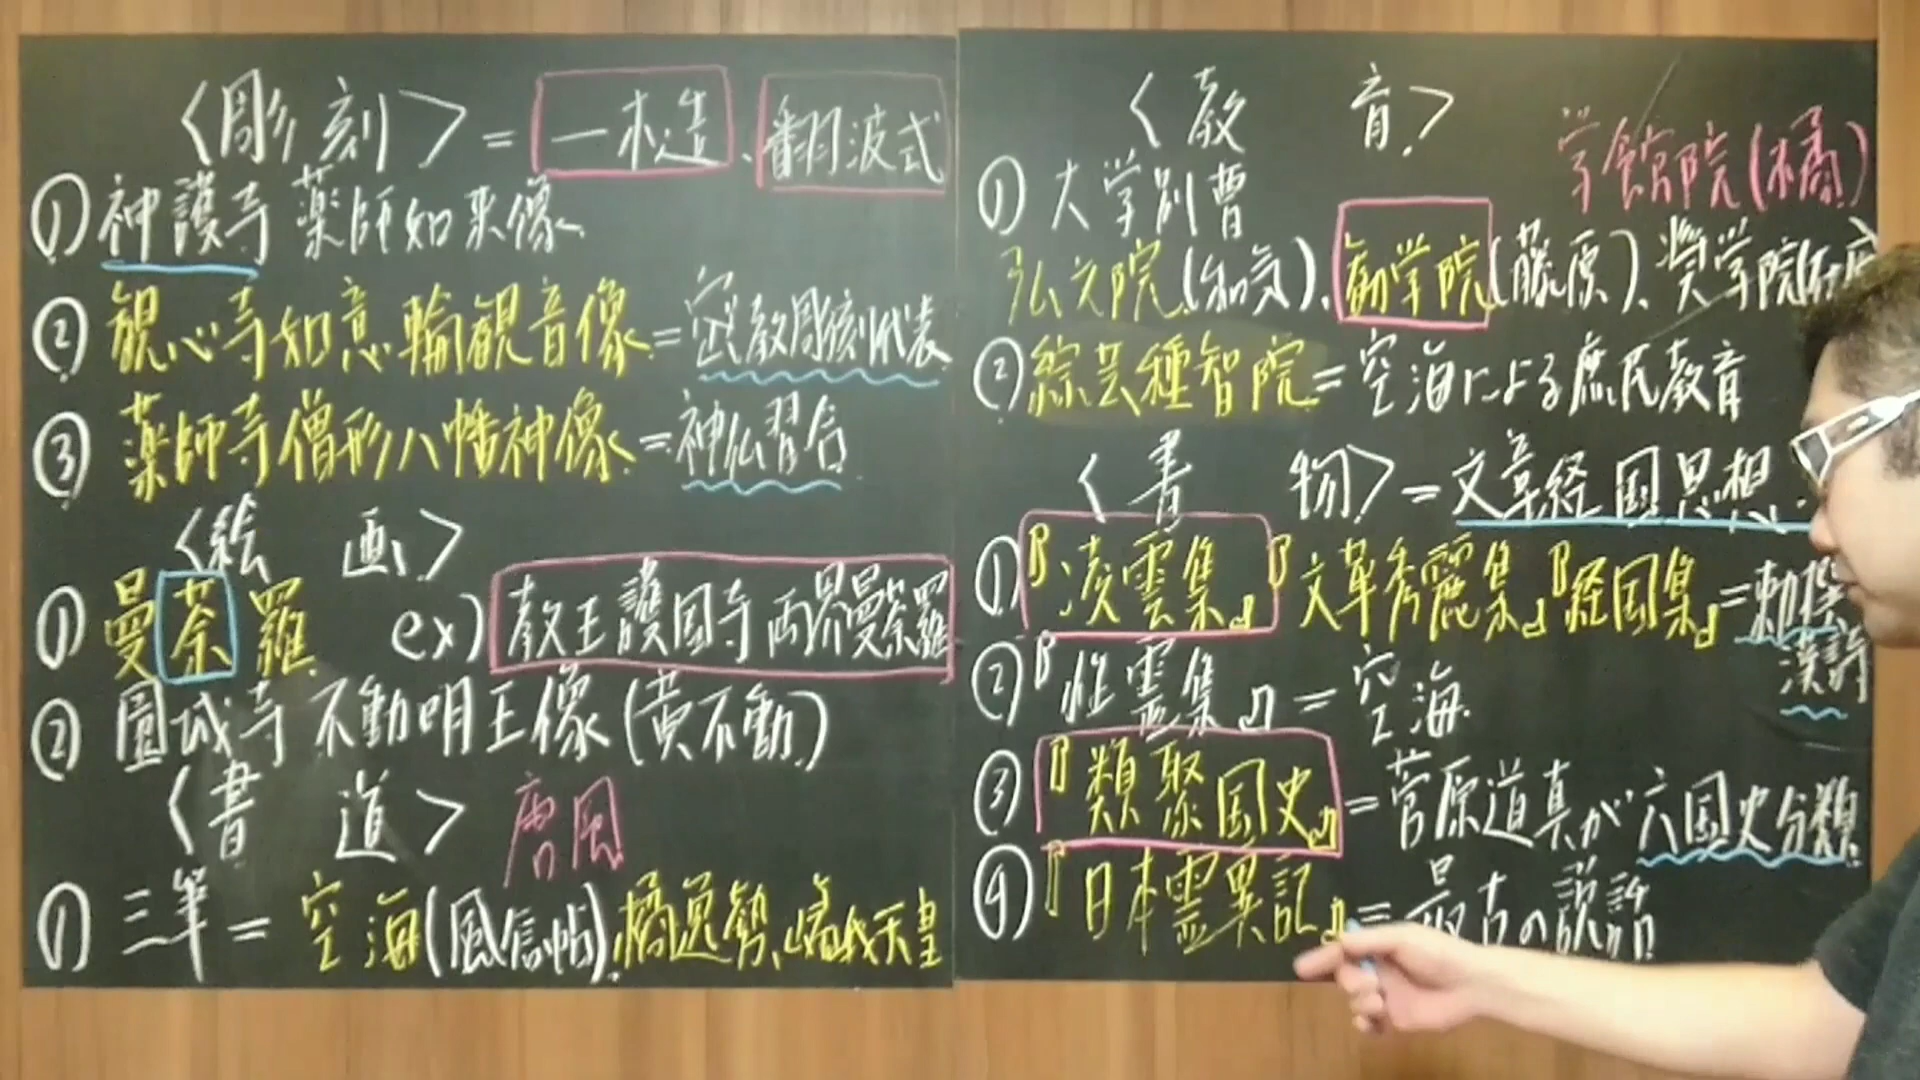 〈彫刻〉=一木造、翻波式
①神護寺薬師如来像
②観心寺如意輪観音像=密教彫刻代表
③薬師寺僧形八幡神像=神仏習合
〈絵画〉
①曼荼羅 ex)教王護国寺両界曼荼羅
②園城寺不動明王像(黄不動)
〈書道〉唐風
①三筆=空海(風信帖)、橘逸勢、嵯峨天皇
〈教育〉
学館院(橘)
①大学別曹
弘文院(和気)、勧学院(藤原)、奨学院(在原
②綜芸種智院=空海による庶民教育
〈書物〉=文章経国思想
①『凌雲集』『文華秀麗集』『経国集』=勅撰
漢詩
②『性霊集』=空海
③『類聚国史』=菅原道真が六国史分類
④『日本霊異記』=最古の説話